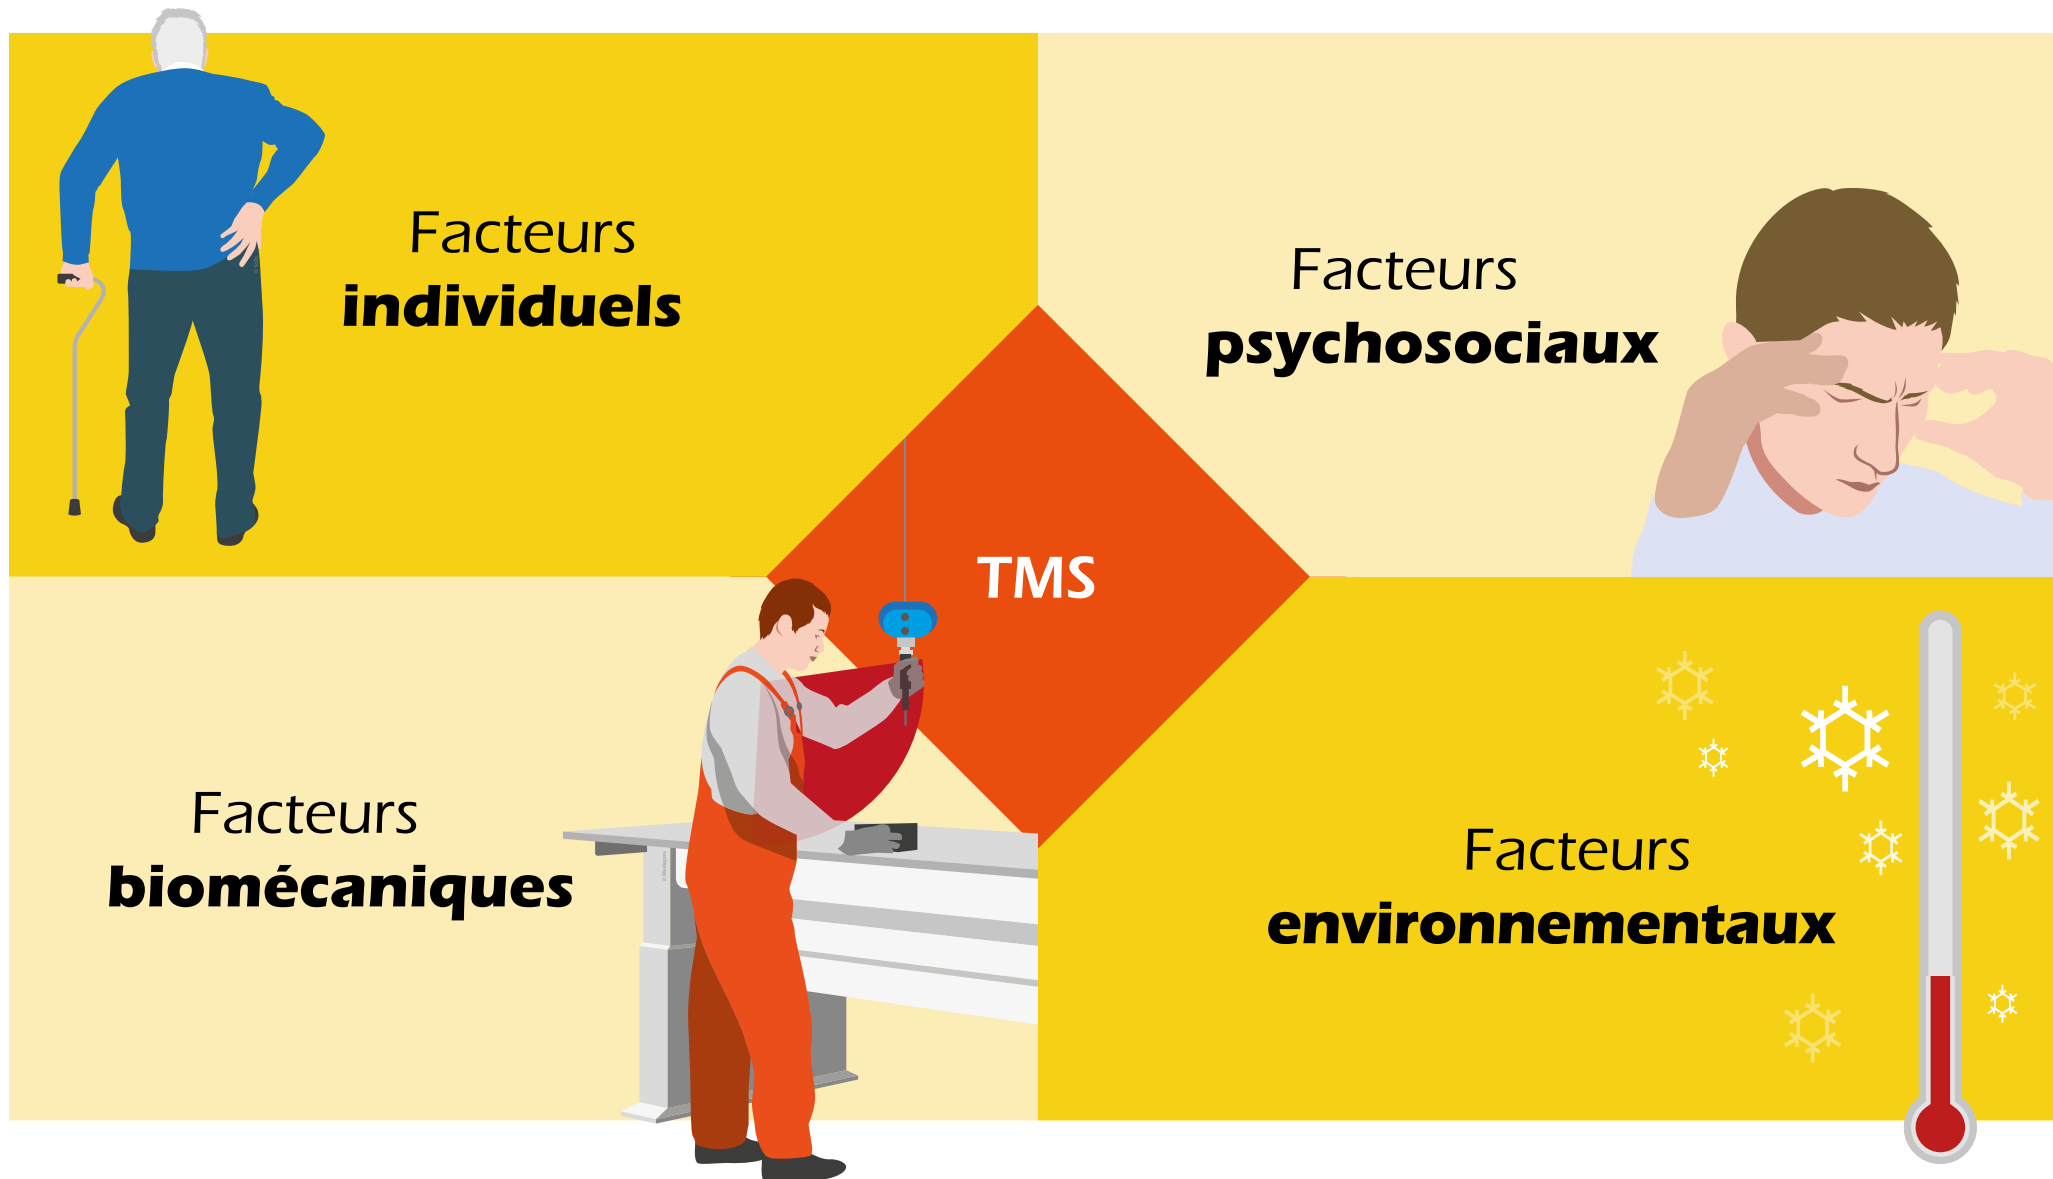 Facteurs
individuels
Facteurs
psychosociaux
TMS
Facteurs
biomécaniques
Facteurs
environnementaux